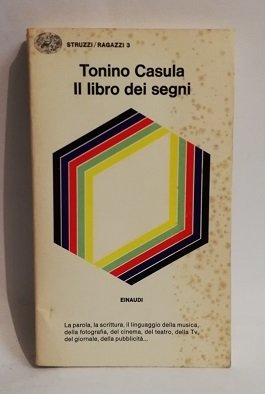 STRUZZI/RAGAZZI 3
Tonino Casula
Il libro dei segni
EINAUDI
La parola, la scrittura, il linguaggio della musica,
della fotografia, del cinema, del teatro, della Tv,
del giornale, della pubblicità...